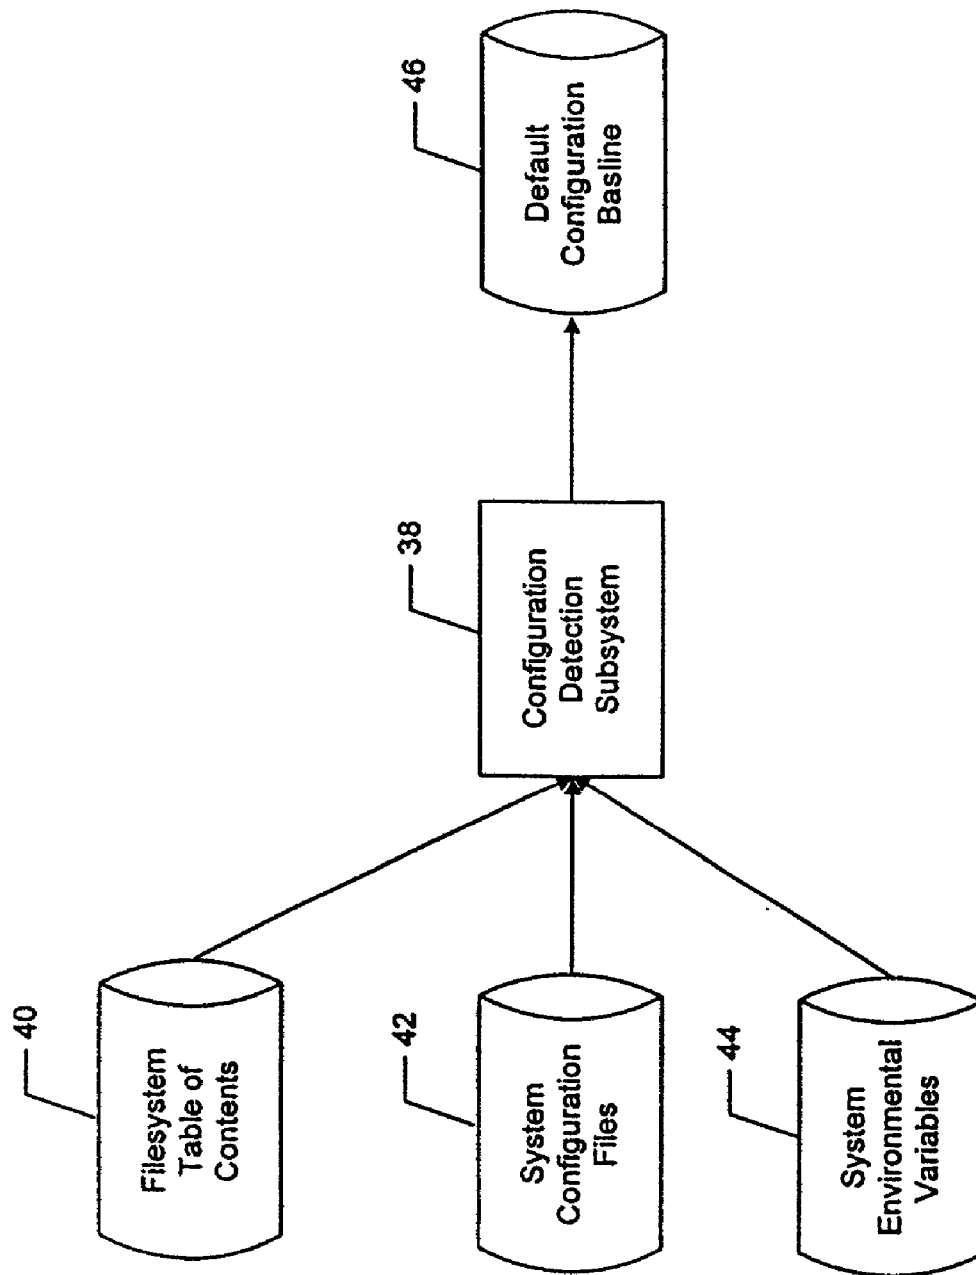 40
Filesystem
Table of
Contents
42
System
Configuration
Files
44
System
Environmental
Variables
38
Configuration
Detection
Subsystem
46
Default
Configuration
Basline